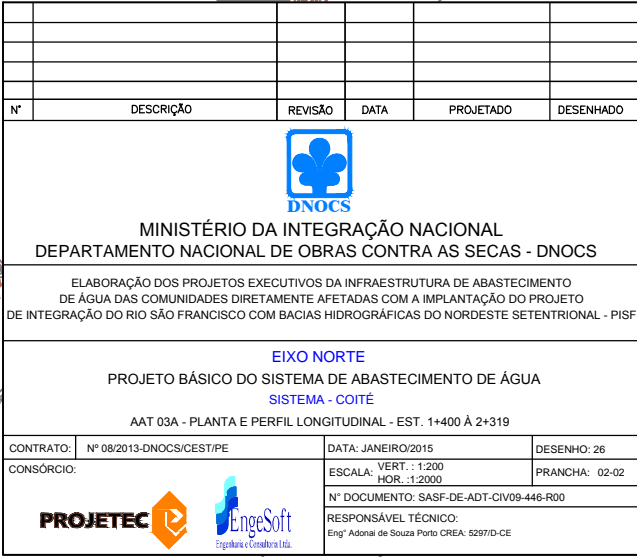 N° DESCRIÇÃO REVISÃO DATA PROJETADO DESENHADO
DNOCS
MINISTÉRIO DA INTEGRAÇÃO NACIONAL
DEPARTAMENTO NACIONAL DE OBRAS CONTRA AS SECAS - DNOCS
ELABORAÇÃO DOS PROJETOS EXECUTIVOS DA INFRAESTRUTURA DE ABASTECIMENTO
DE ÁGUA DAS COMUNIDADES DIRETAMENTE AFETADAS COM A IMPLANTAÇÃO DO PROJETO
DE INTEGRAÇÃO DO RIO SÃO FRANCISCO COM BACIAS HIDROGRÁFICAS DO NORDESTE SETENTRIONAL - PISF
EIXO NORTE
PROJETO BÁSICO DO SISTEMA DE ABASTECIMENTO DE ÁGUA
SISTEMA - COITÉ
AAT 03A - PLANTA E PERFIL LONGITUDINAL - EST. 1+400 À 2+319
CONTRATO: Nº 08/2013-DNOCS/CEST/PE DATA: JANEIRO/2015 DESENHO: 26
CONSÓRCIO:
ESCALA: VERT. : 1:200
HOR. :1:2000
PRANCHA: 02-02
N° DOCUMENTO: SASF-DE-ADT-CIV09-446-R00
RESPONSÁVEL TÉCNICO:
Eng° Adonai de Souza Porto CREA: 5297/D-CE
PROJETEC
EngeSoft
Engenharia e Consultoria Ltda.